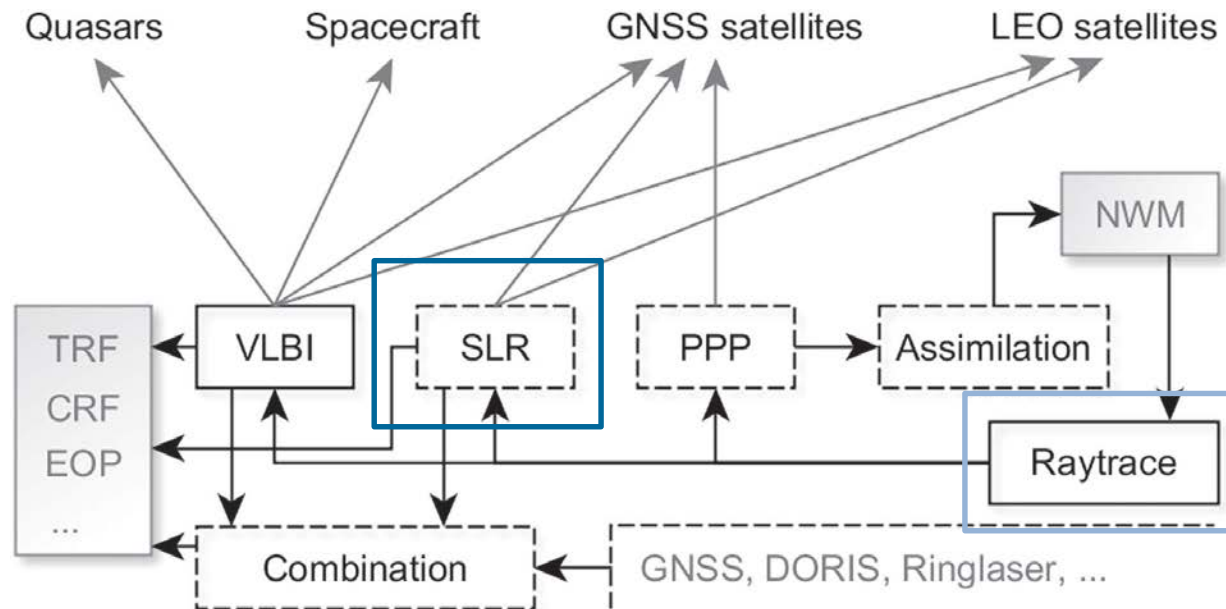 Quasars
Spacecraft
GNSS satellites
LEO satellites
NWM
TRF
CRF
EOP
...
VLBI
SLR
PPP
Assimilation
Raytrace
Combination
GNSS, DORIS, Ringlaser, ...